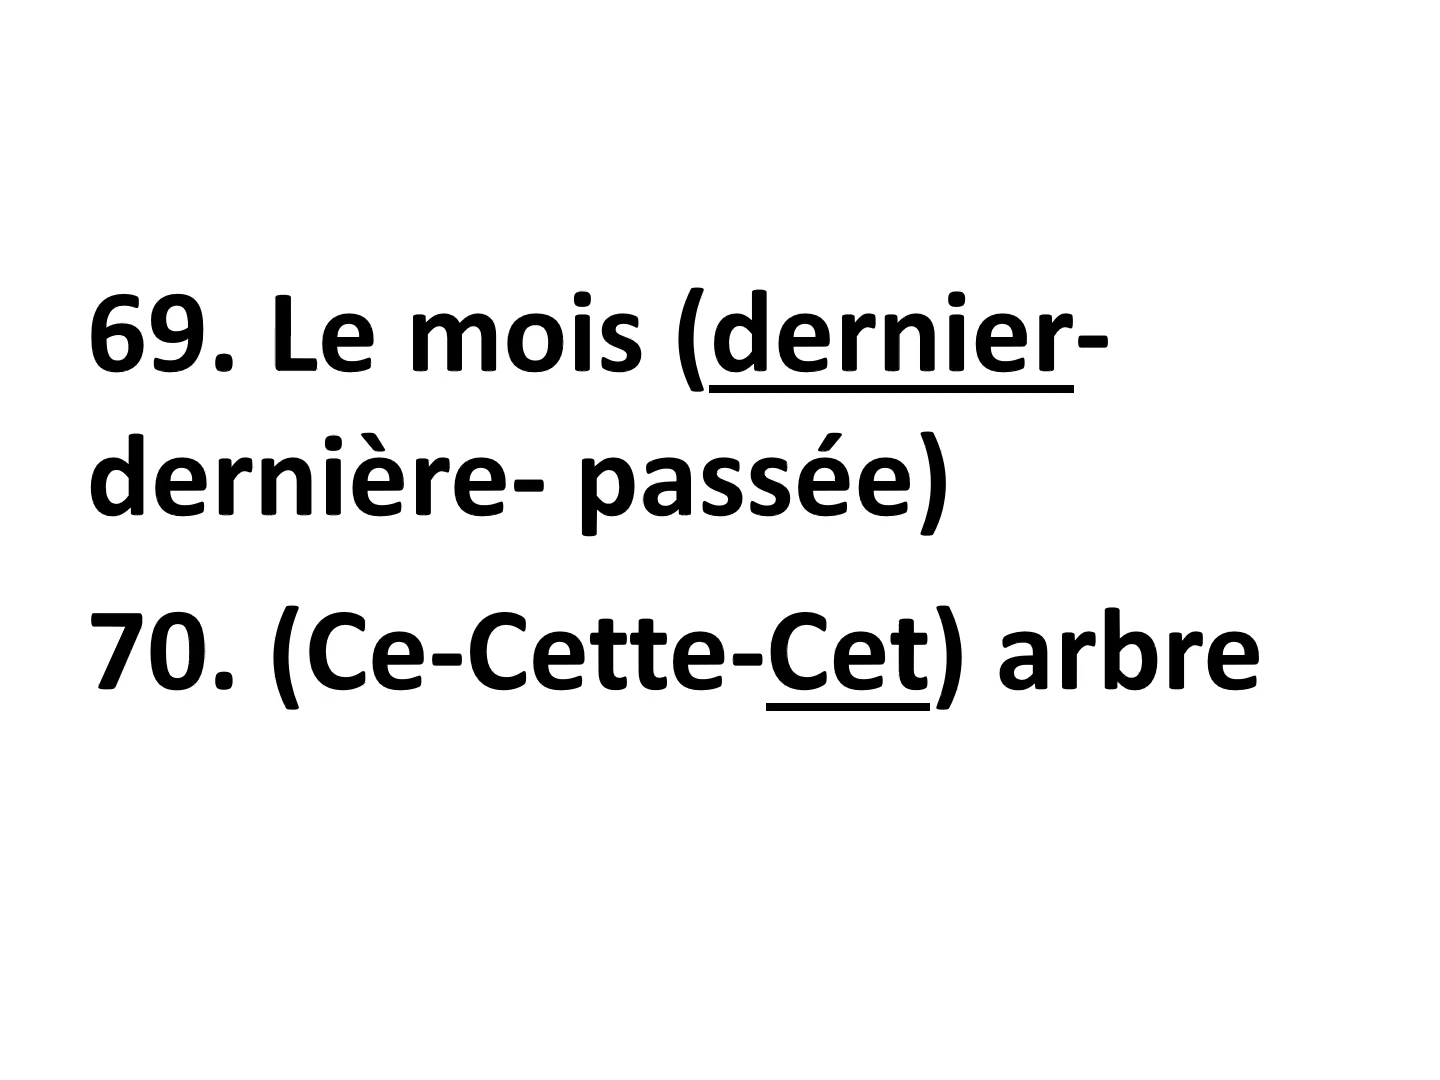 69. Le mois (dernier-
dernière- passée)
70. (Ce-Cette-Cet) arbre